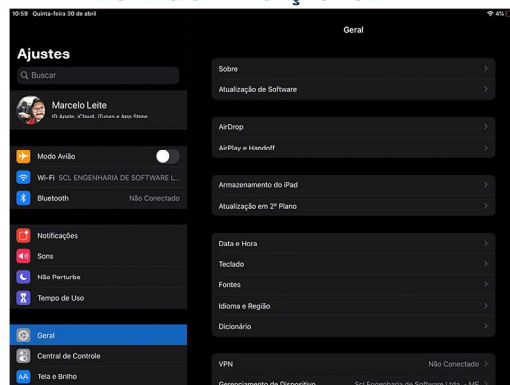 10:59 Quinta-feira 30 de abril
4%
Geral
Ajustes
Buscar
Marcelo Leite
ID Apple, iCloud, iTunes e App Store
Modo Avião
Wi-Fi SCL ENGENHARIA DE SOFTWARE L...
Bluetooth Não Conectado
Notificações
Sons
Não Perturbe
Tempo de Uso
Geral
Central de Controle
AA Tela e Brilho
Sobre
Atualização de Software
AirDrop
AirPlay e Handoff
Armazenamento do iPad
Atualização em 2º Plano
Data e Hora
Teclado
Fontes
Idioma e Região
Dicionário
VPN Não Conectado
Gerenciamento de Dispositivo Scl Engenharia de Software Ltda. - ME